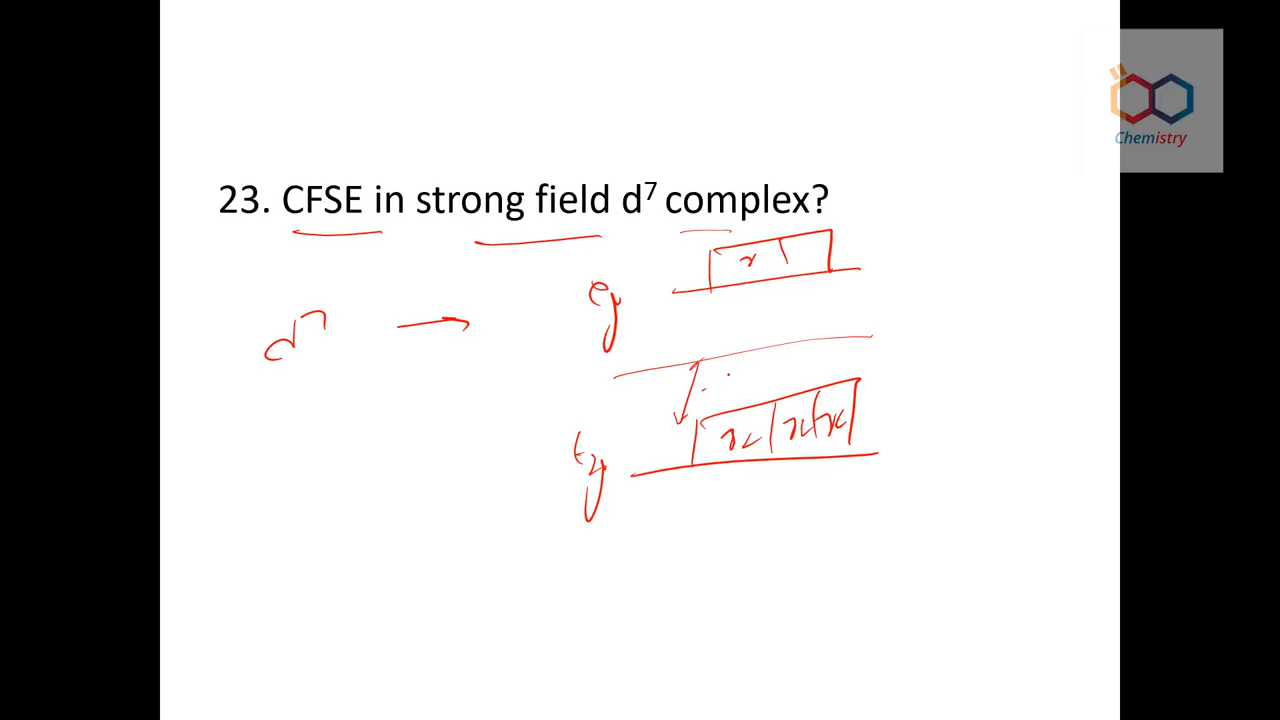 Chemistry
23. CFSE in strong field d⁷ complex?
eg
d⁷ →
t₂g